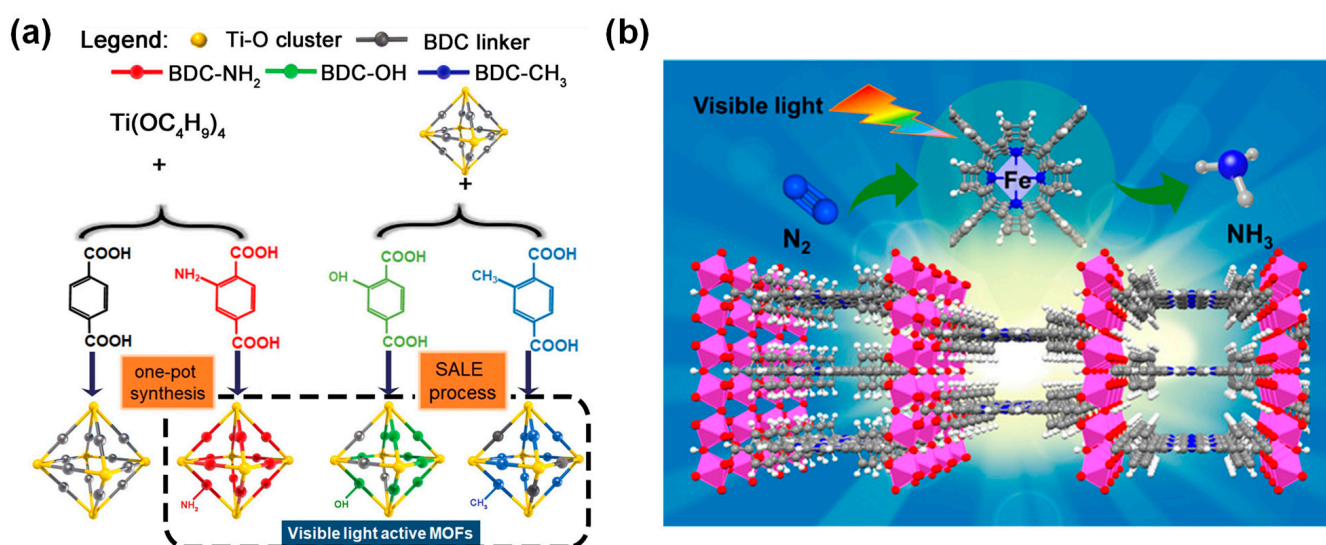 (a)
Legend: Ti-O cluster BDC linker
BDC-NH₂ BDC-OH BDC-CH₃
Ti(OC₄H₉)₄
+
+
COOH
NH₂
COOH
COOH
COOH
OH
COOH
COOH
CH₃
COOH
COOH
one-pot
synthesis
SALE
process
NH₂
OH
CH₃
Visible light active MOFs
(b)
Visible light
Fe
N₂
NH₃